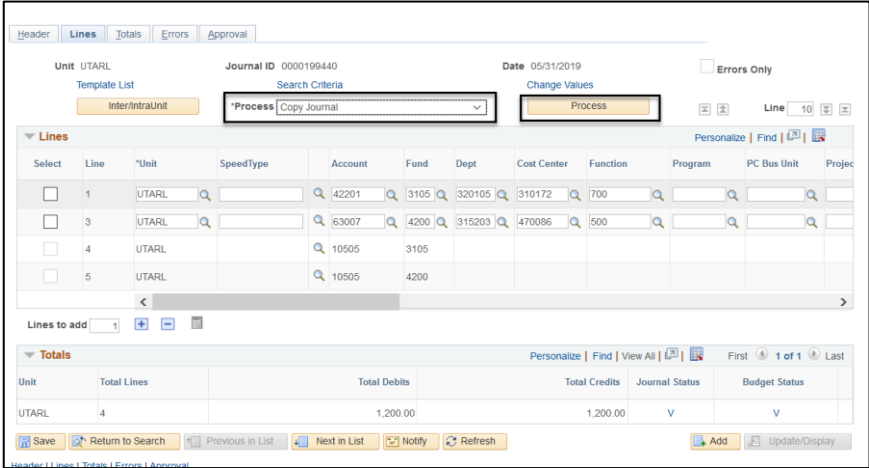 Header Lines Totals Errors Approval
Unit UTARL Journal ID 0000199440 Date 05/31/2019 Errors Only
Template List Search Criteria Change Values
Inter/IntraUnit *Process Copy Journal Process Line 10
Lines Personalize | Find |
Select Line *Unit SpeedType Account Fund Dept Cost Center Function Program PC Bus Unit Projec
1 UTARL 42201 3105 320105 310172 700
3 UTARL 63007 4200 315203 470086 500
4 UTARL 10505 3105
5 UTARL 10505 4200
Lines to add 1
Totals Personalize | Find | View All | First 1 of 1 Last
Unit Total Lines Total Debits Total Credits Journal Status Budget Status
UTARL 4 1,200.00 1,200.00 V V
Save Return to Search Previous in List Next in List Notify Refresh Add Update/Display
Header | Lines | Totals | Errors | Approval